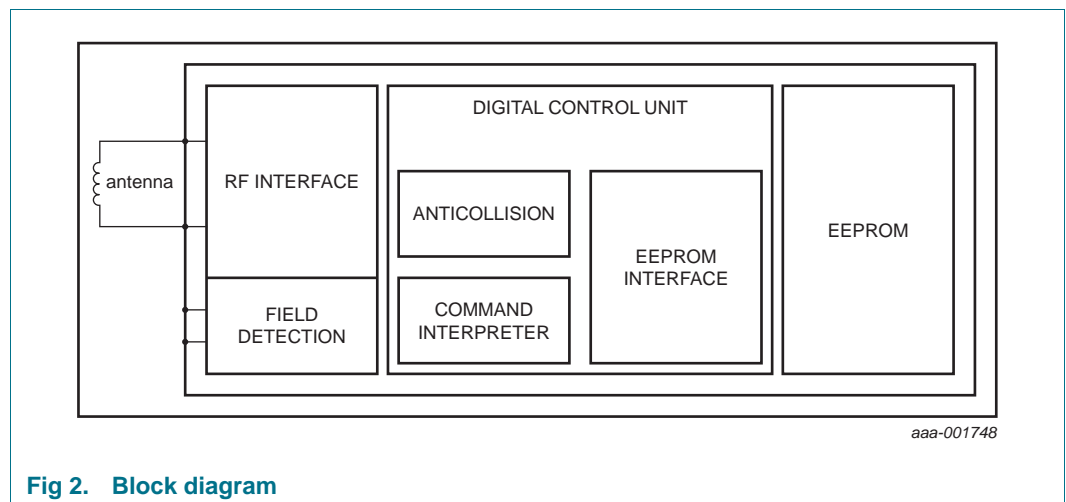 antenna
RF INTERFACE
FIELD
DETECTION
DIGITAL CONTROL UNIT
ANTICOLLISION
COMMAND
INTERPRETER
EEPROM
INTERFACE
EEPROM
aaa-001748
Fig 2. Block diagram